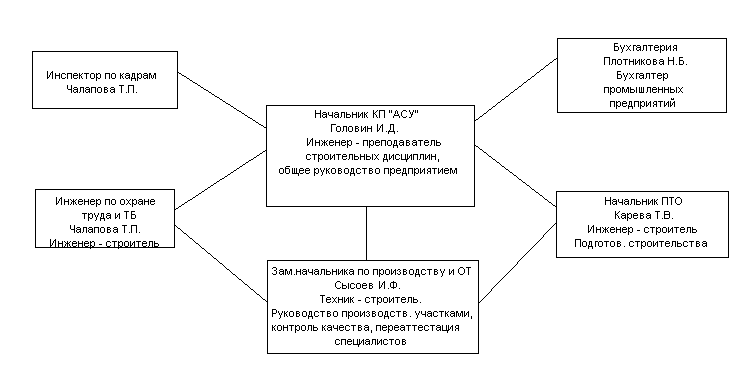 Инспектор по кадрам
Чалапова Т.П.
Бухгалтерия
Плотникова Н.Б.
Бухгалтер
промышленных
предприятий
Начальник КП "АСУ"
Головин И.Д.
Инженер - преподаватель
строительных дисциплин,
общее руководство предприятием
Инженер по охране
труда и ТБ
Чалапова Т.П.
Инженер - строитель
Начальник ПТО
Карева Т.В.
Инженер - строитель
Подготов. строительства
Зам.начальника по производству и ОТ
Сысоев И.Ф.
Техник - строитель.
Руководство производств. участками,
контроль качества, переаттестация
специалистов